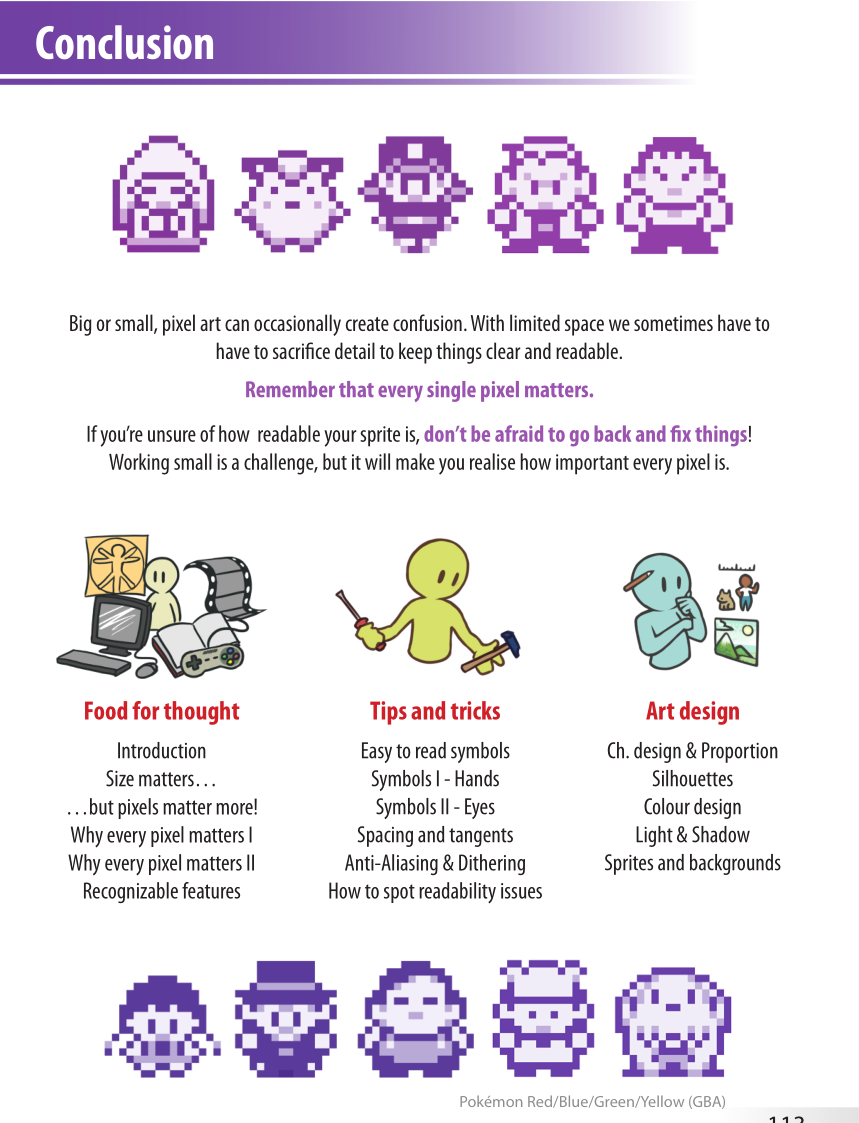 Conclusion
Big or small, pixel art can occasionally create confusion. With limited space we sometimes have to
have to sacrifice detail to keep things clear and readable.
Remember that every single pixel matters.
If you’re unsure of how  readable your sprite is, don’t be afraid to go back and fix things!
Working small is a challenge, but it will make you realise how important every pixel is.
Food for thought
Introduction
Size matters…
…but pixels matter more!
Why every pixel matters I
Why every pixel matters II
Recognizable features
Tips and tricks
Easy to read symbols
Symbols I - Hands
Symbols II - Eyes
Spacing and tangents
Anti-Aliasing & Dithering
How to spot readability issues
Art design
Ch. design & Proportion
Silhouettes
Colour design
Light & Shadow
Sprites and backgrounds
Pokémon Red/Blue/Green/Yellow (GBA)